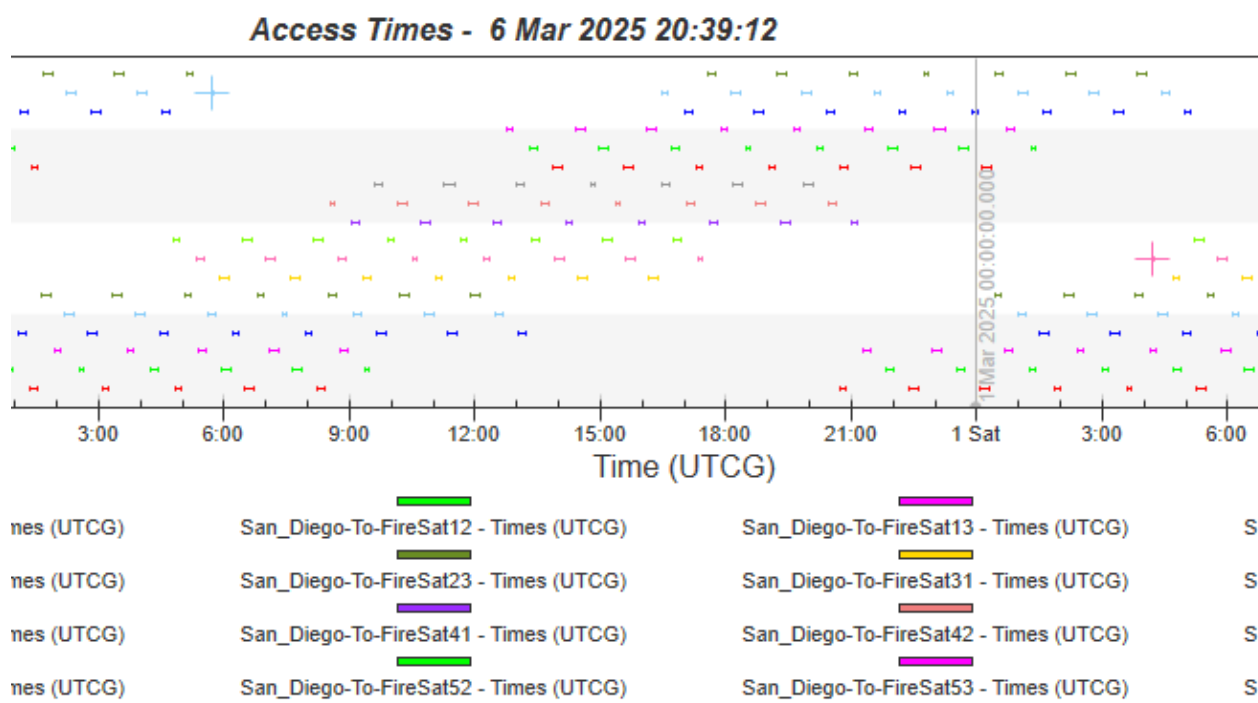 Access Times -  6 Mar 2025 20:39:12
1 Mar 2025 00:00:00.000
3:00 6:00 9:00 12:00 15:00 18:00 21:00 1 Sat 3:00 6:00
Time (UTCG)
mes (UTCG) San_Diego-To-FireSat12 - Times (UTCG) San_Diego-To-FireSat13 - Times (UTCG) S
mes (UTCG) San_Diego-To-FireSat23 - Times (UTCG) San_Diego-To-FireSat31 - Times (UTCG) S
mes (UTCG) San_Diego-To-FireSat41 - Times (UTCG) San_Diego-To-FireSat42 - Times (UTCG) S
mes (UTCG) San_Diego-To-FireSat52 - Times (UTCG) San_Diego-To-FireSat53 - Times (UTCG) S